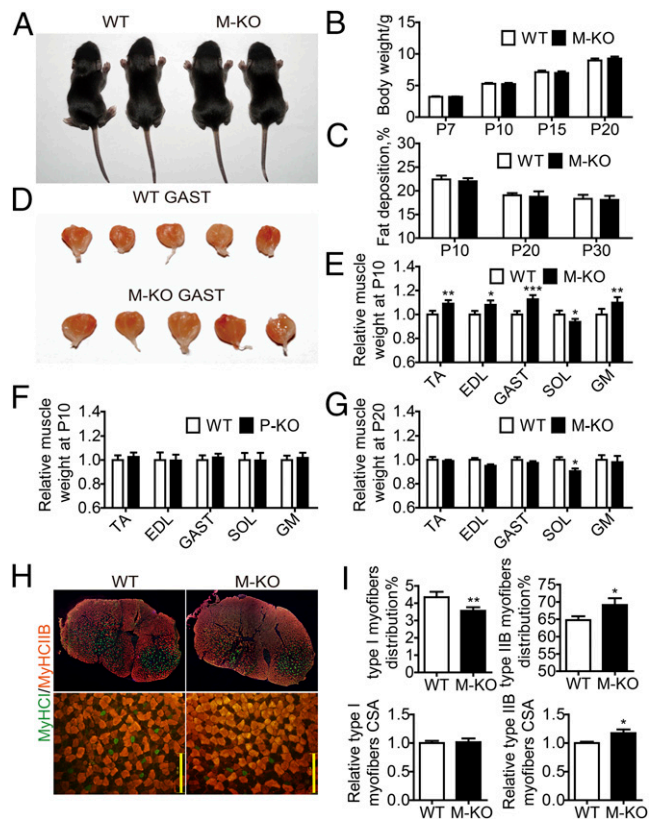 A
WT
M-KO
B
Body weight/g
15
10
5
0
WT
M-KO
P7
P10
P15
P20
C
Fat deposition,%
30
25
20
15
10
WT
M-KO
P10
P20
P30
D
WT GAST
M-KO GAST
E
Relative muscle
weight at P10
1.4
1.2
1.0
0.8
0.6
WT
M-KO
**
*
***
*
**
TA
EDL
GAST
SOL
GM
F
Relative muscle
weight at P10
1.4
1.2
1.0
0.8
0.6
WT
P-KO
TA
EDL
GAST
SOL
GM
G
Relative muscle
weight at P20
1.4
1.2
1.0
0.8
0.6
WT
M-KO
*
TA
EDL
GAST
SOL
GM
H
WT
M-KO
MyHCI/MyHCIIB
I
type I myofibers
distribution%
6
5
4
3
2
1
0
**
WT
M-KO
type IIB myofibers
distribution%
75
70
65
60
55
50
*
WT
M-KO
Relative type I
myofibers CSA
1.5
1.0
0.5
0.0
WT
M-KO
Relative type IIB
myofibers CSA
1.5
1.0
0.5
0.0
*
WT
M-KO